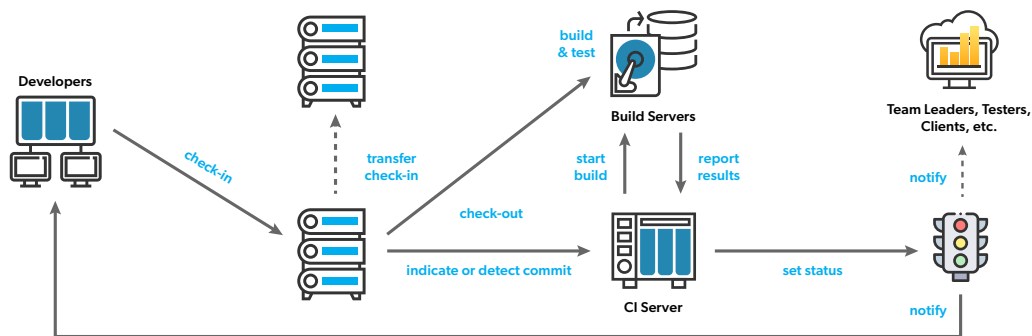 Developers
check-in
transfer
check-in
build
& test
Build Servers
check-out
indicate or detect commit
start
build
report
results
CI Server
set status
Team Leaders, Testers,
Clients, etc.
notify
notify